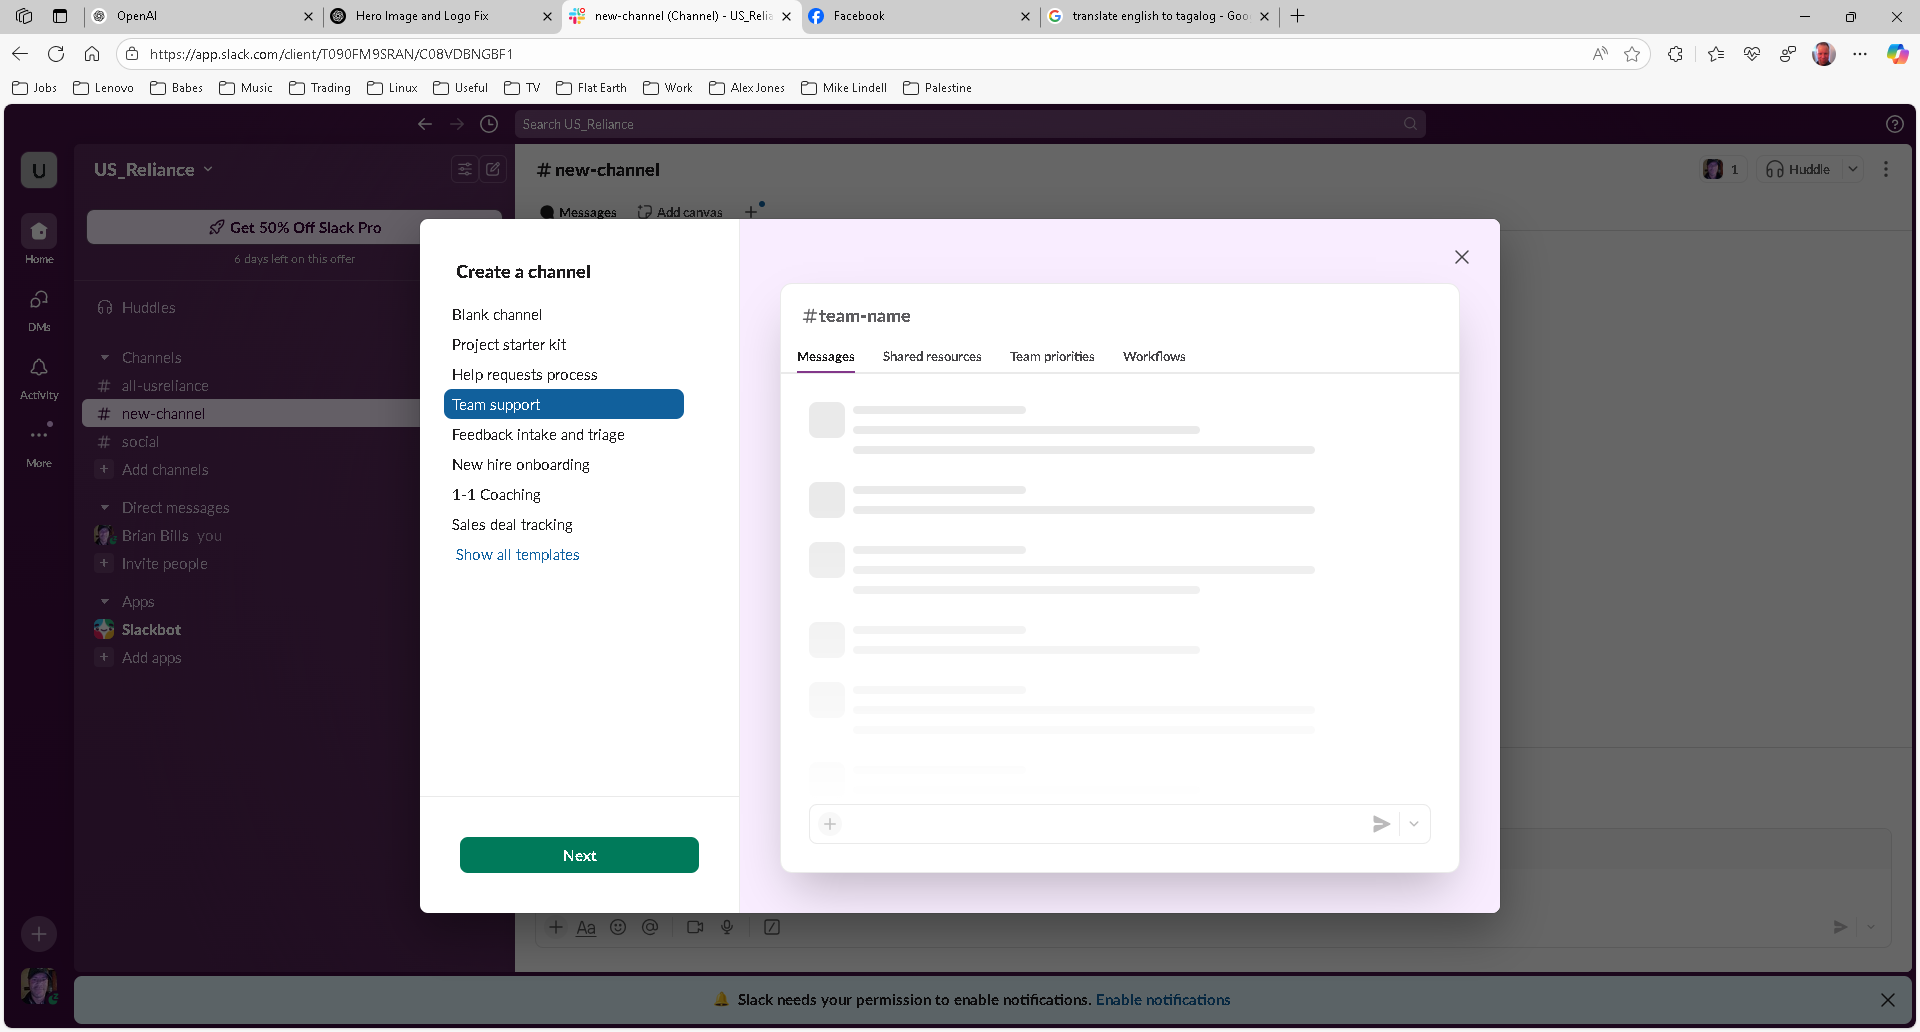 OpenAI
Hero Image and Logo Fix
new-channel (Channel) - US_Relia
Facebook
translate english to tagalog - Goo
https://app.slack.com/client/T090FM9SRAN/C08VDBNGBF1
Jobs
Lenovo
Babes
Music
Trading
Linux
Useful
TV
Flat Earth
Work
Alex Jones
Mike Lindell
Palestine
Search US_Reliance
U
US_Reliance
# new-channel
1
Huddle
Messages
Add canvas
Get 50% Off Slack Pro
6 days left on this offer
Home
DMs
Activity
More
Huddles
Channels
# all-usreliance
# new-channel
# social
+ Add channels
Direct messages
Brian Bills you
+ Invite people
Apps
Slackbot
+ Add apps
Create a channel
Blank channel
Project starter kit
Help requests process
Team support
Feedback intake and triage
New hire onboarding
1-1 Coaching
Sales deal tracking
Show all templates
Next
#team-name
Messages
Shared resources
Team priorities
Workflows
Aa
Slack needs your permission to enable notifications. Enable notifications